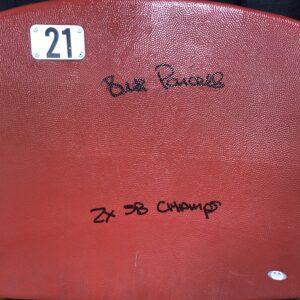 21
Bill Parcells
2X SB CHAMPS